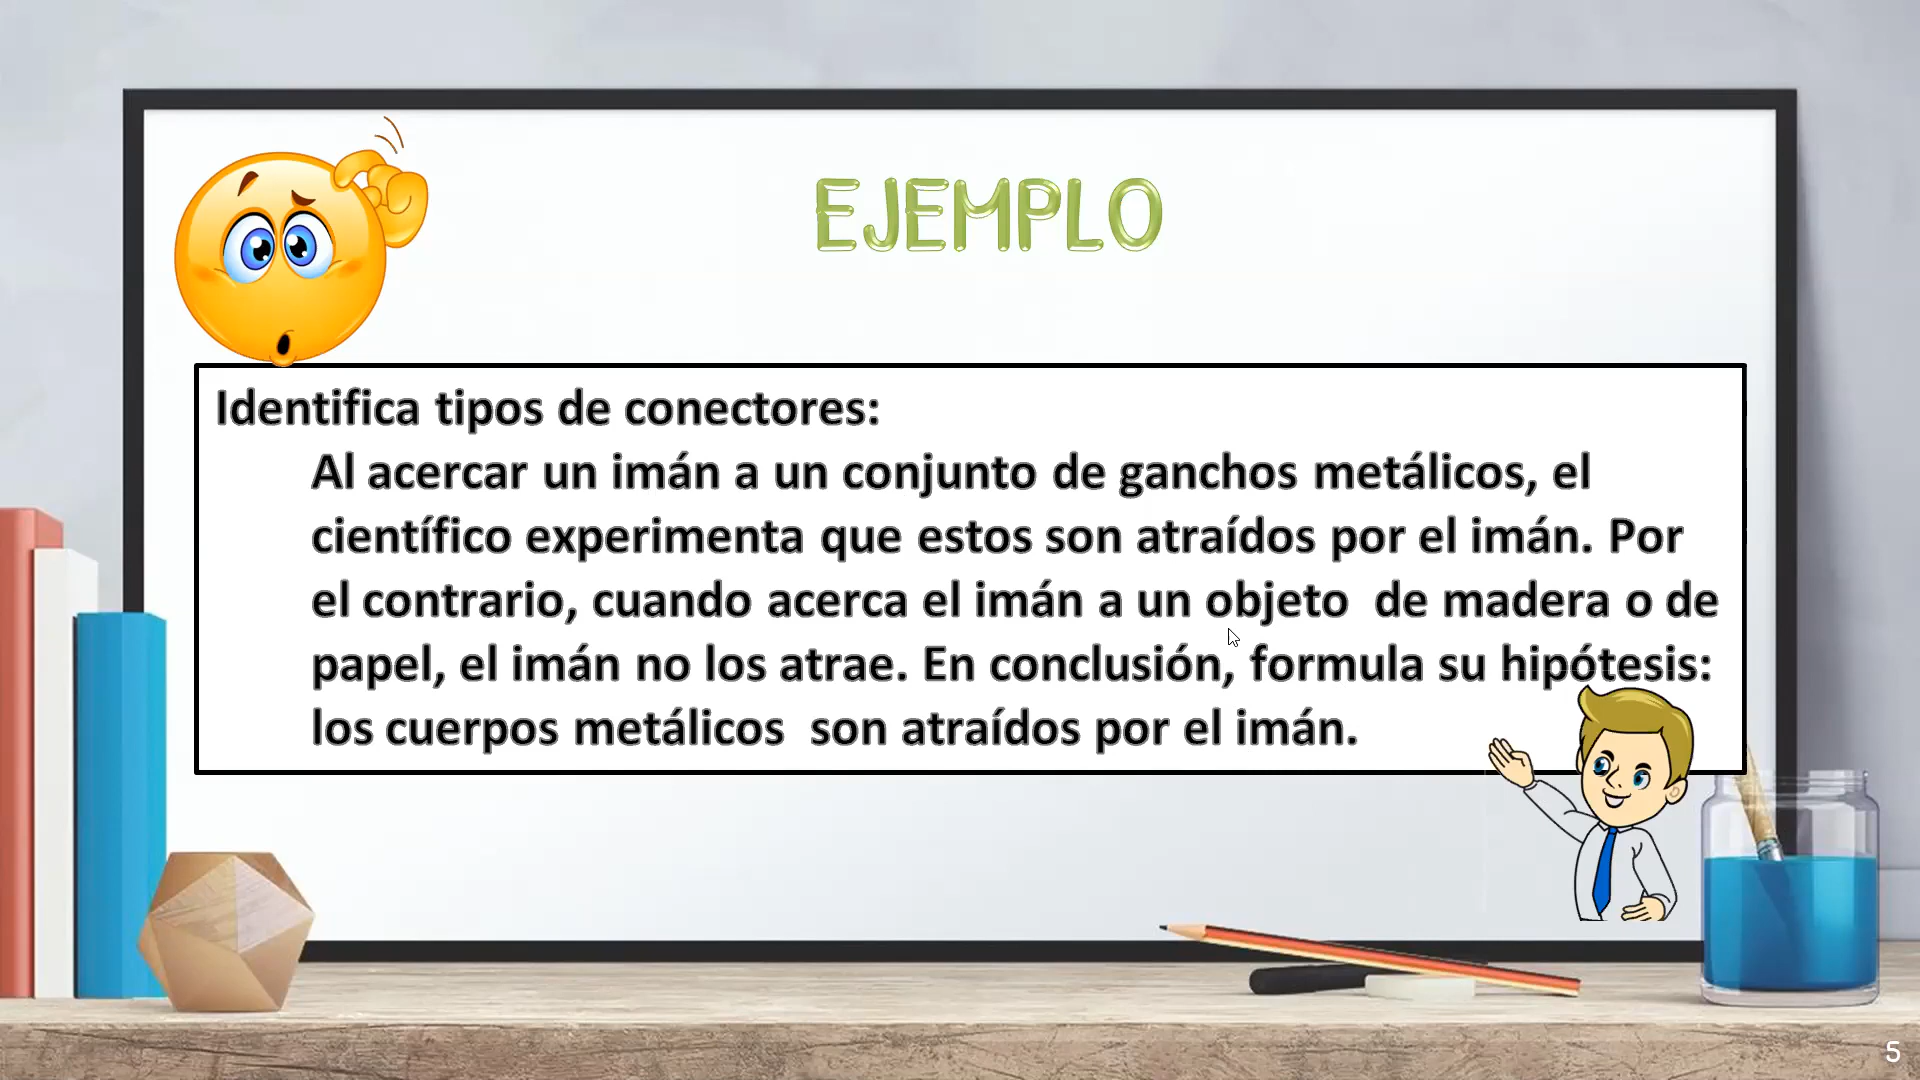 EJEMPLO
Identifica tipos de conectores:
Al acercar un imán a un conjunto de ganchos metálicos, el
científico experimenta que estos son atraídos por el imán. Por
el contrario, cuando acerca el imán a un objeto de madera o de
papel, el imán no los atrae. En conclusión, formula su hipótesis:
los cuerpos metálicos son atraídos por el imán.
5